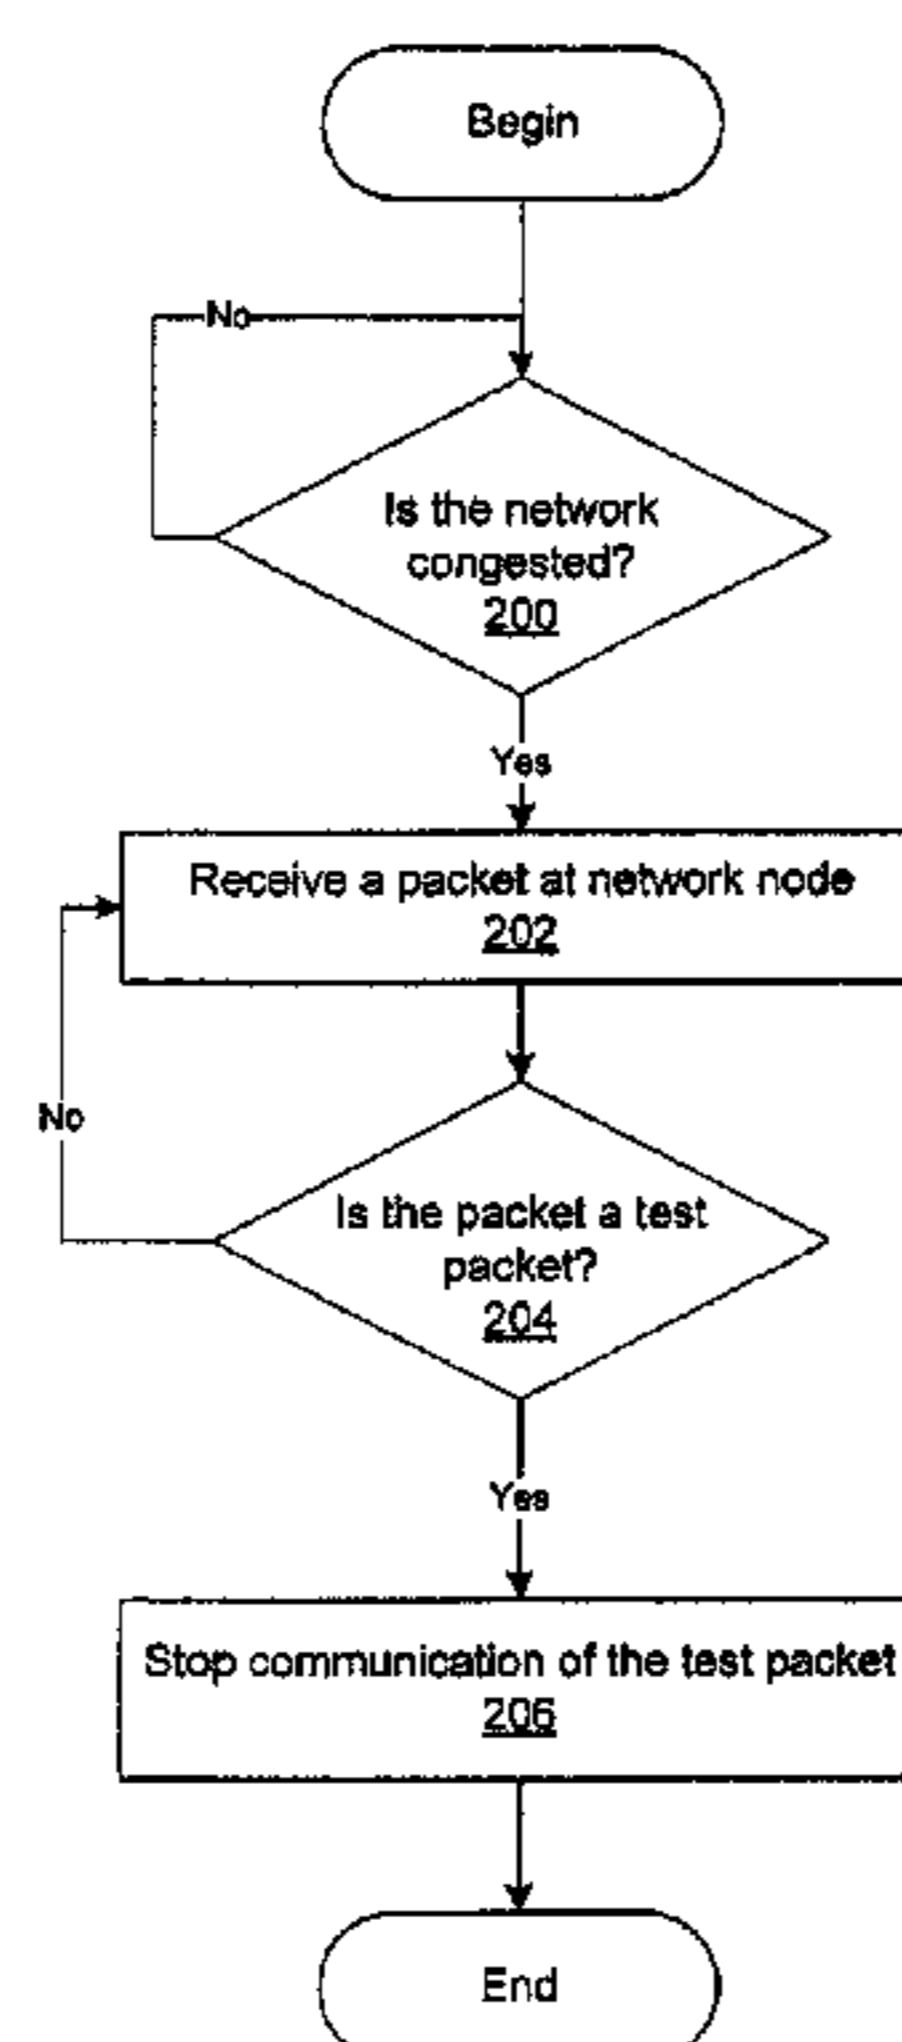 Begin
No
Is the network
congested?
200
Yes
Receive a packet at network node
202
No
Is the packet a test
packet?
204
Yes
Stop communication of the test packet
206
End